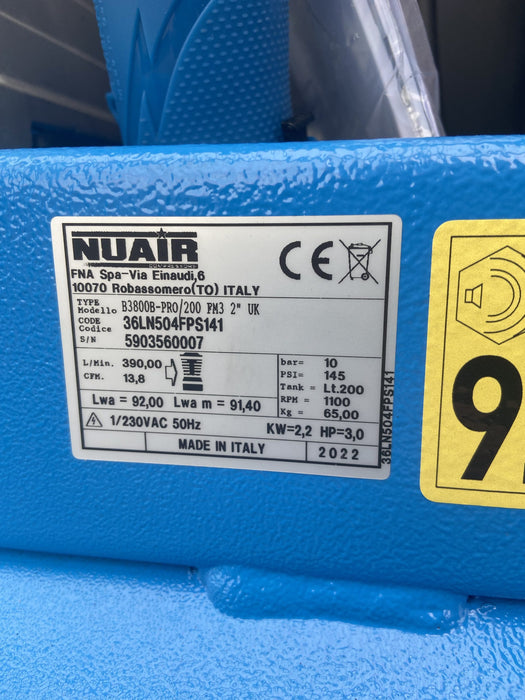 NUAIR
FNA Spa-Via Einaudi,6
10070 Robassomero(TO) ITALY
CE
TYPE
Modello B3800B-PRO/200 FM3 2" UK
CODE
Codice 36LN504FPS141
S/N 5903560007
L/Min. 390,00
CFM. 13,8
bar= 10
PSI= 145
Tank = Lt.200
RPM = 1100
Kg = 65,00
Lwa = 92,00 Lwa m = 91,40
1/230VAC 50Hz KW=2,2 HP=3,0
MADE IN ITALY 2022
36LN504FPS141
9